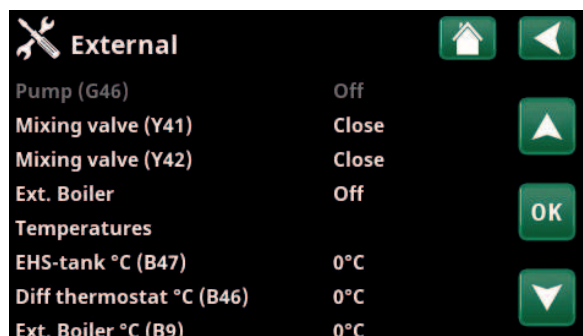 External
Pump (G46) Off
Mixing valve (Y41) Close
Mixing valve (Y42) Close
Ext. Boiler Off
OK
Temperatures
EHS-tank °C (B47) 0°C
Diff thermostat °C (B46) 0°C
Ext. Boiler °C (B9) 0°C